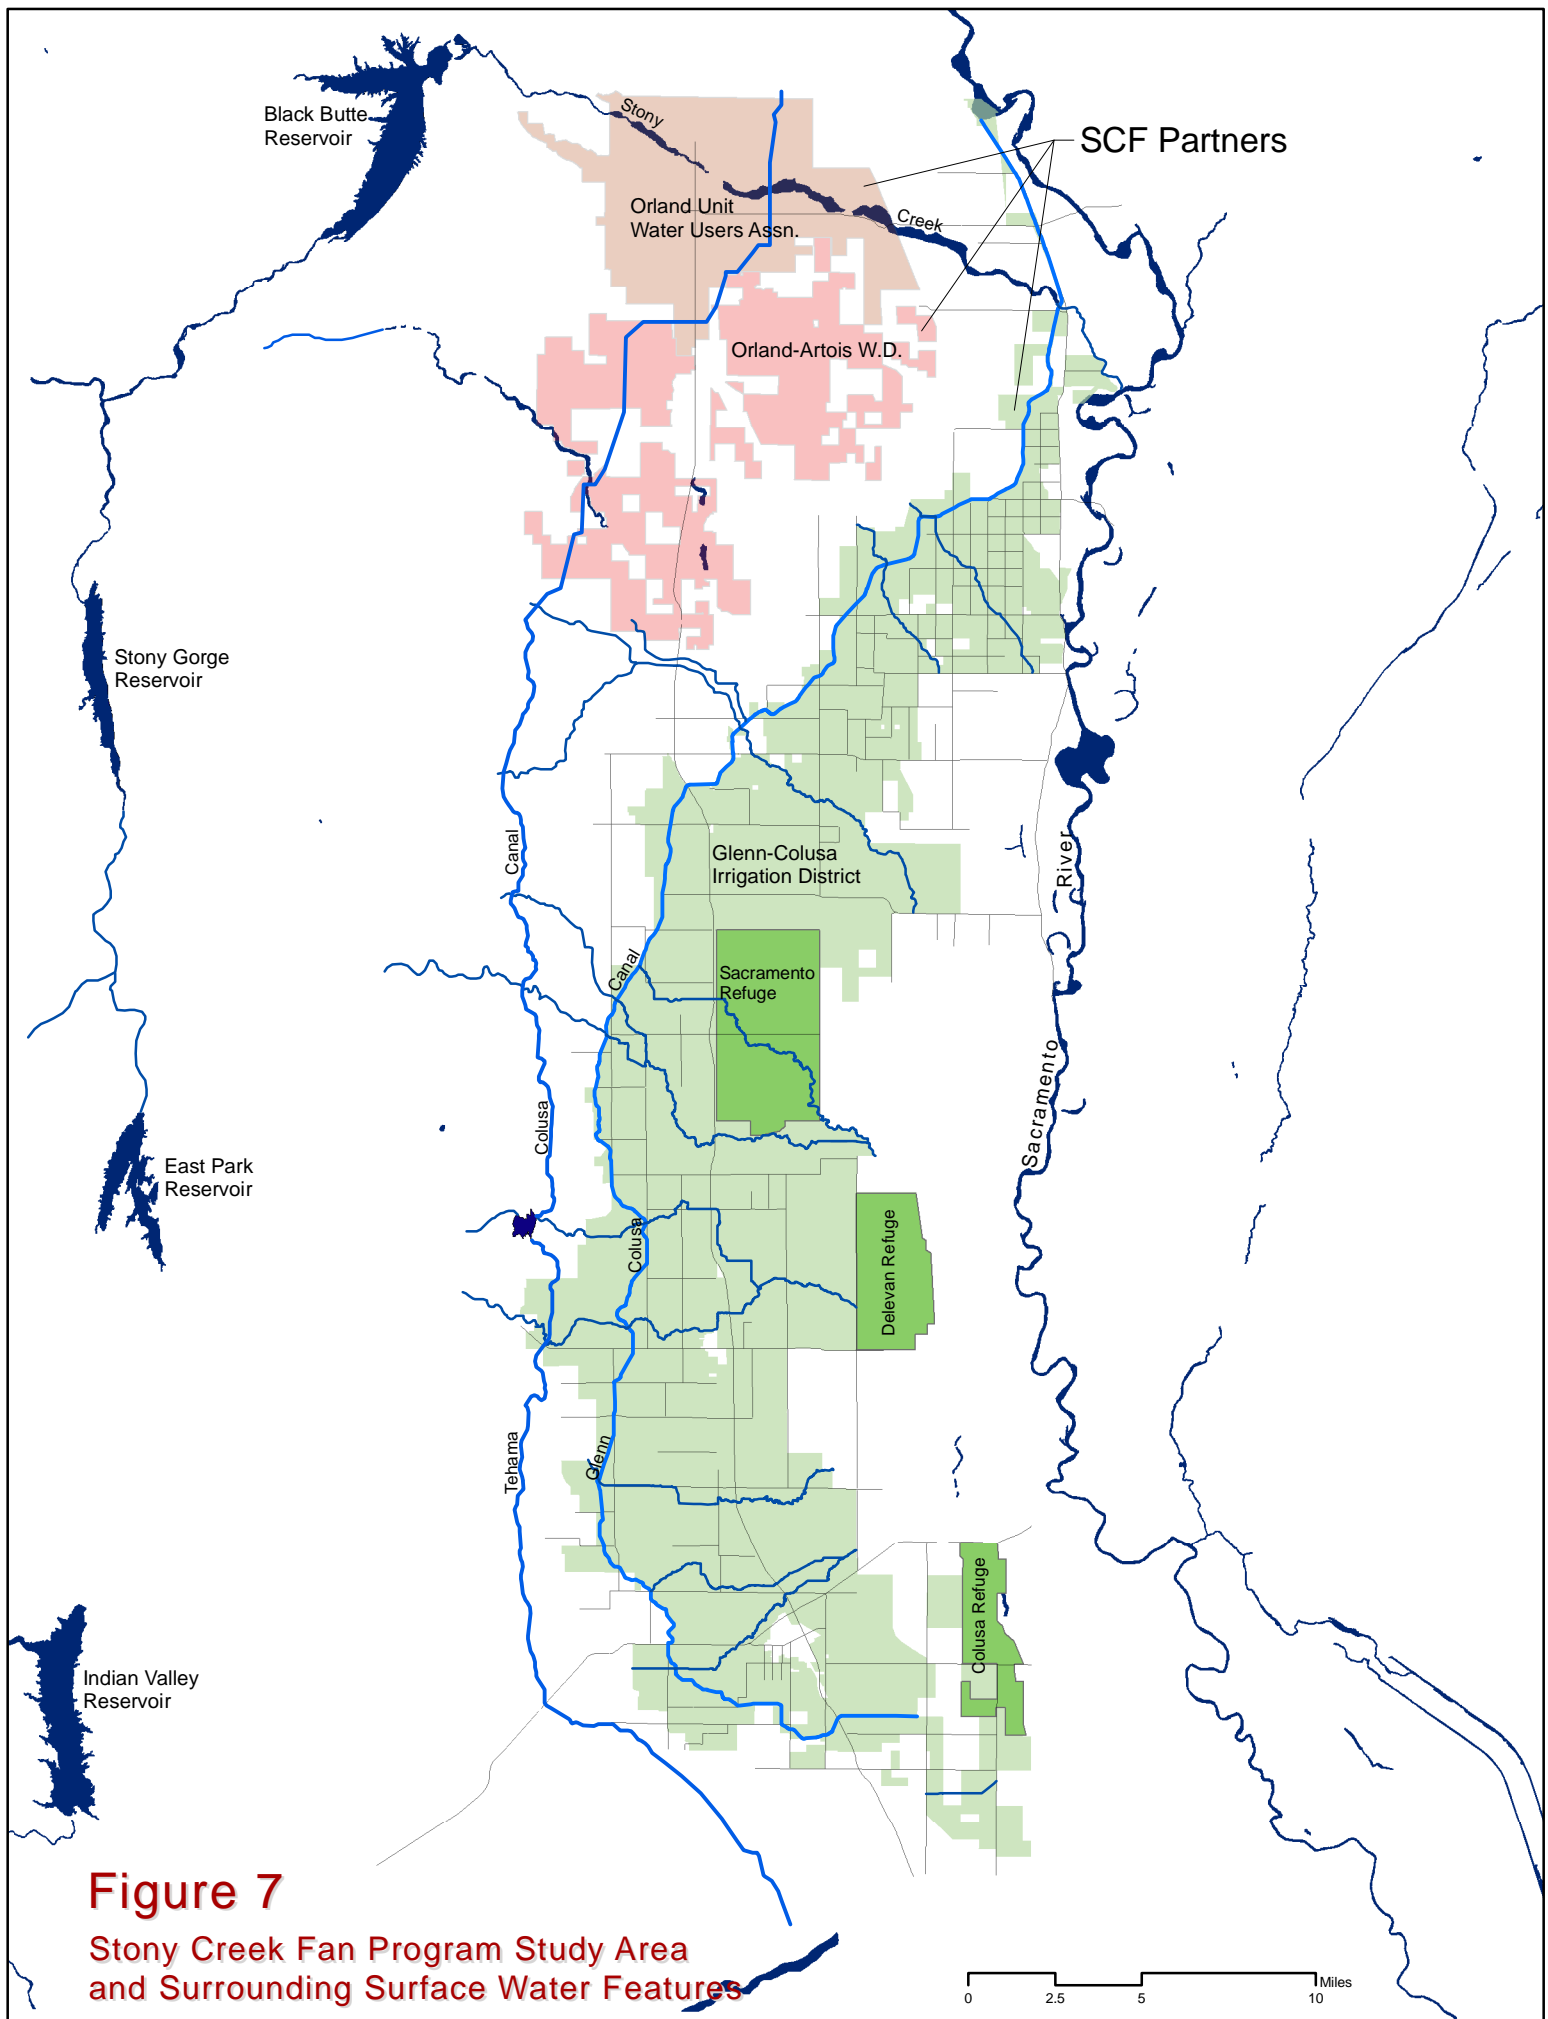 Black Butte
Reservoir
Stony
SCF Partners
Orland Unit
Water Users Assn.
Creek
Orland-Artois W.D.
Stony Gorge
Reservoir
Canal
Glenn-Colusa
Irrigation District
River
Canal
Sacramento
Refuge
Sacramento
Colusa
East Park
Reservoir
Colusa
Delevan Refuge
Tehama
Glenn
Colusa Refuge
Indian Valley
Reservoir
Figure 7
Stony Creek Fan Program Study Area
and Surrounding Surface Water Features
Miles
0 2.5 5 10